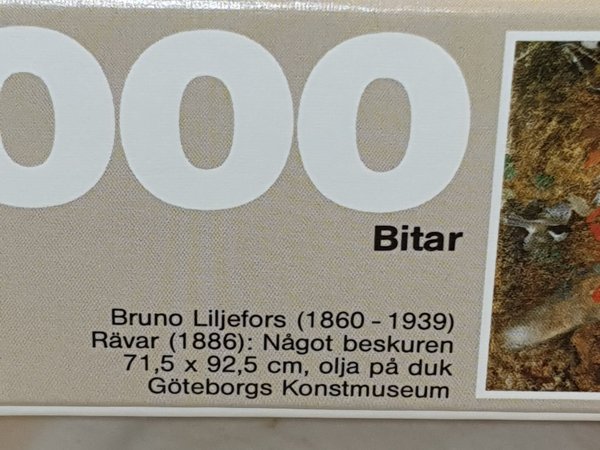 000
Bitar
Bruno Liljefors (1860 - 1939)
Rävar (1886): Något beskuren
71,5 x 92,5 cm, olja på duk
Göteborgs Konstmuseum